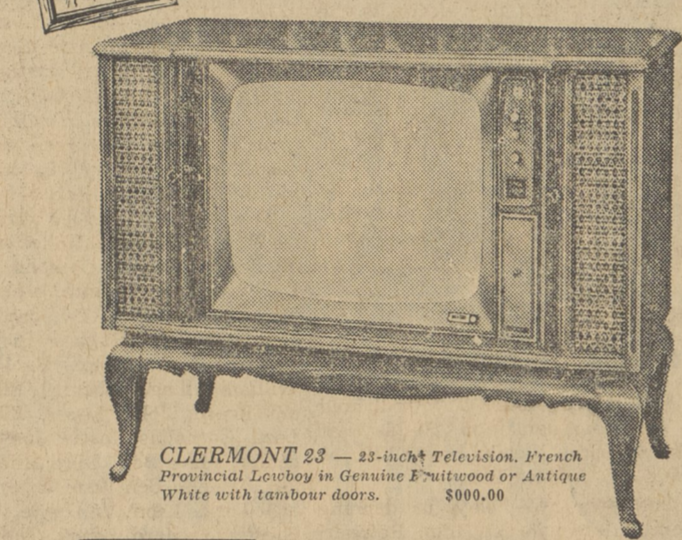 CLERMONT 23 — 23-inch† Television. French
Provincial Lowboy in Genuine Fruitwood or Antique
White with tambour doors. $000.00